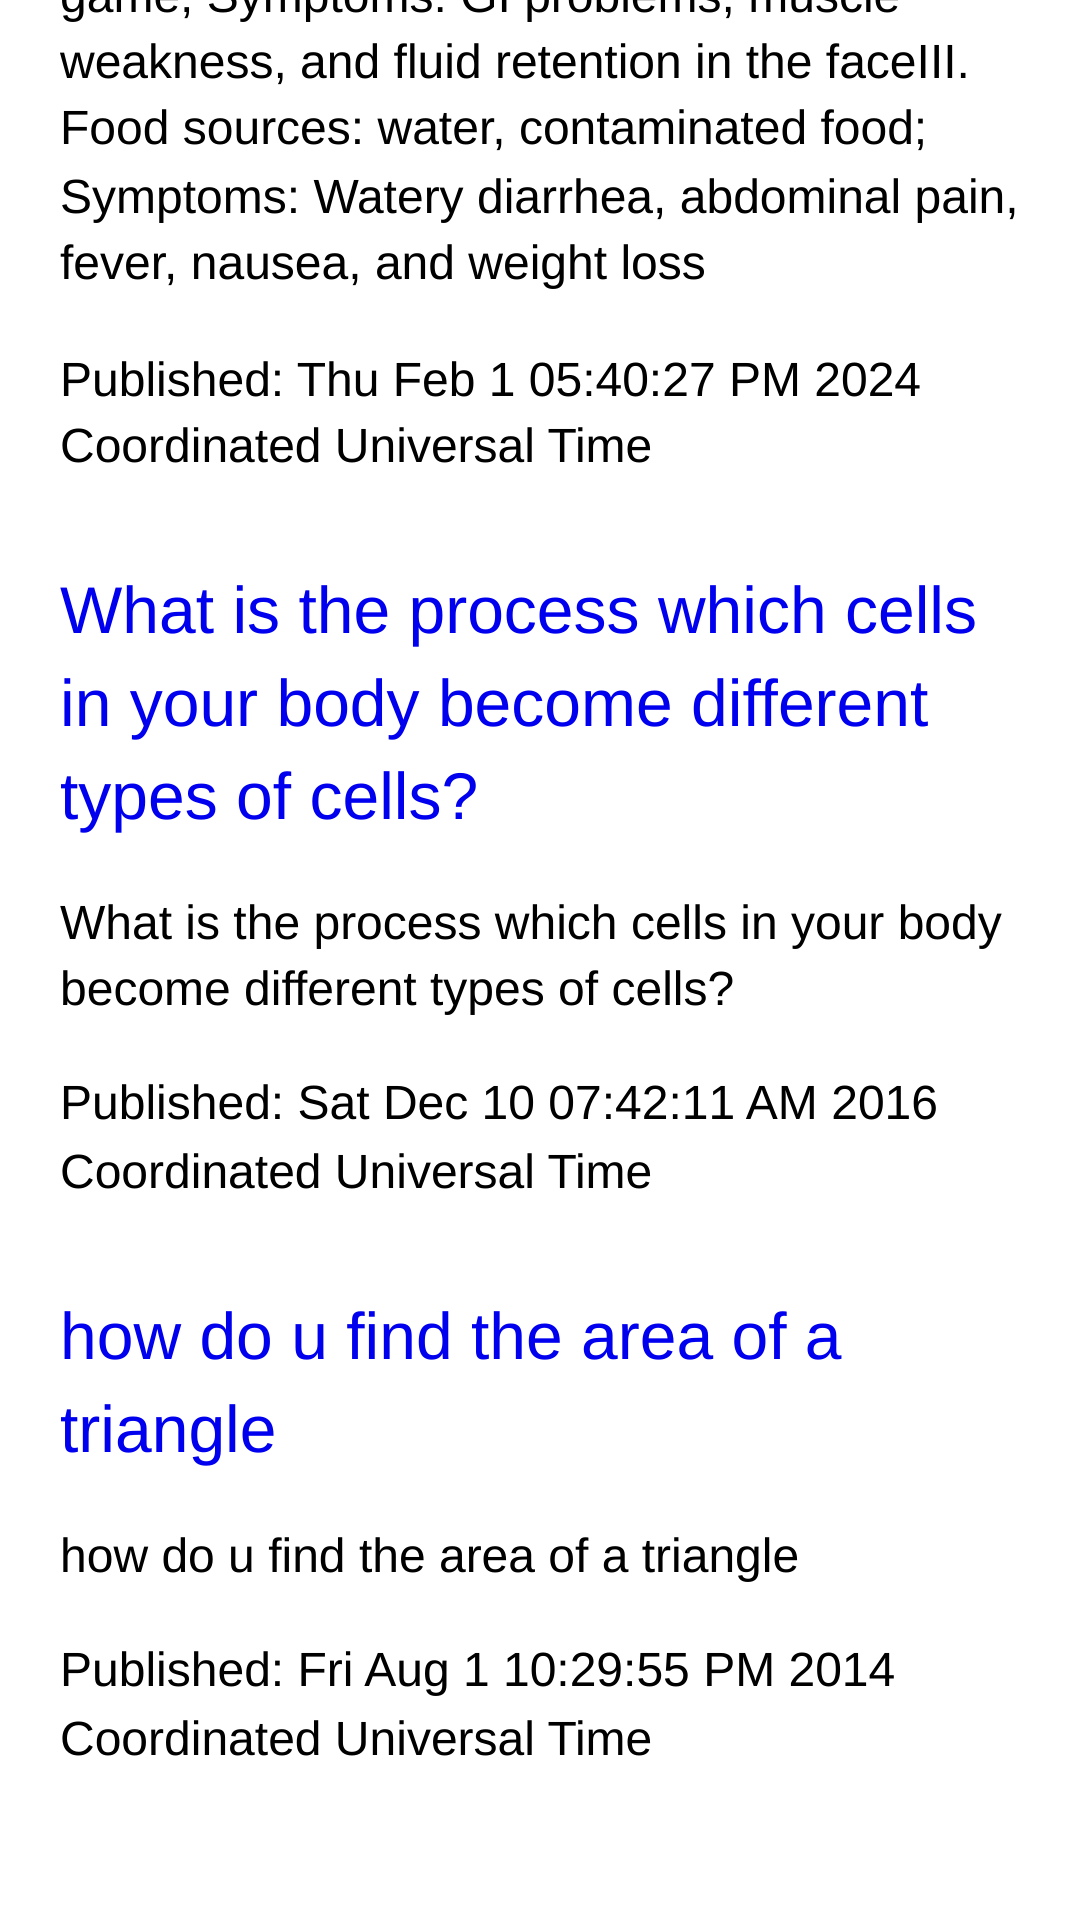 game; Symptoms: GI problems, muscle
weakness, and fluid retention in the faceIII.
Food sources: water, contaminated food;
Symptoms: Watery diarrhea, abdominal pain,
fever, nausea, and weight loss
Published: Thu Feb 1 05:40:27 PM 2024
Coordinated Universal Time
What is the process which cells
in your body become different
types of cells?
What is the process which cells in your body
become different types of cells?
Published: Sat Dec 10 07:42:11 AM 2016
Coordinated Universal Time
how do u find the area of a
triangle
how do u find the area of a triangle
Published: Fri Aug 1 10:29:55 PM 2014
Coordinated Universal Time